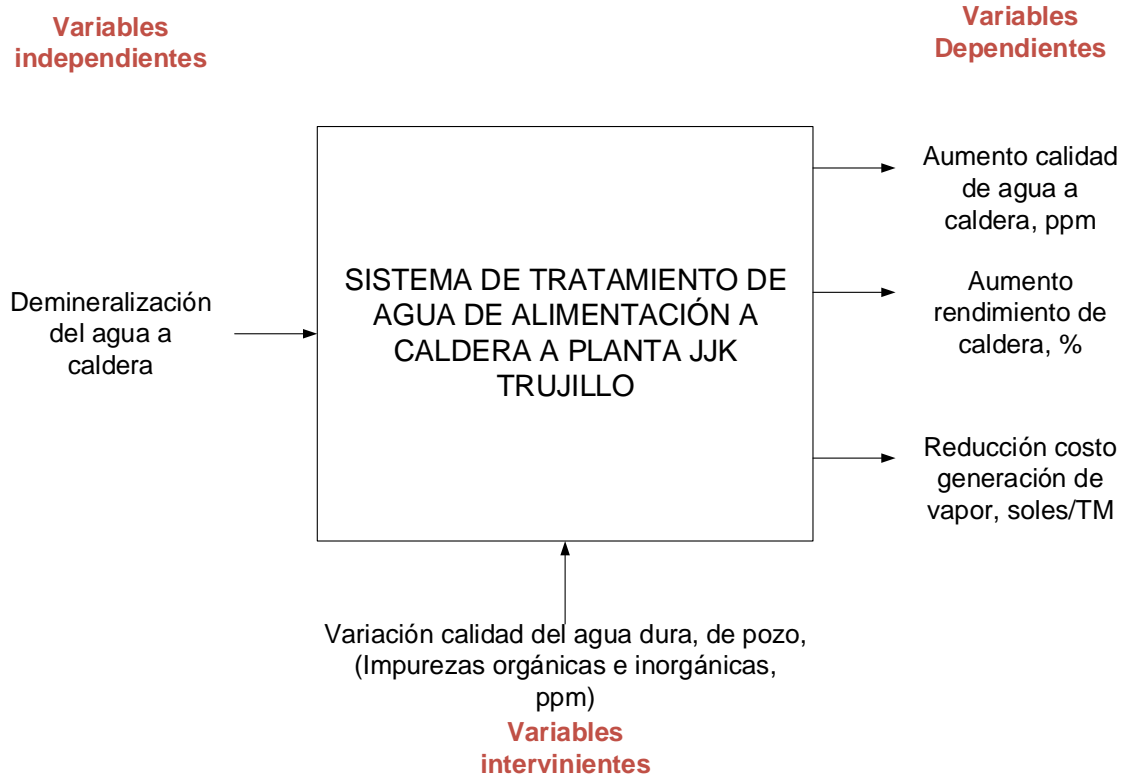 Variables
independientes
Variables
Dependientes
Aumento calidad
de agua a
caldera, ppm
SISTEMA DE TRATAMIENTO DE
AGUA DE ALIMENTACIÓN A
CALDERA A PLANTA JJK
TRUJILLO
Demineralización
del agua a
caldera
Aumento
rendimiento de
caldera, %
Reducción costo
generación de
vapor, soles/TM
Variación calidad del agua dura, de pozo,
(Impurezas orgánicas e inorgánicas,
ppm)
Variables
intervinientes